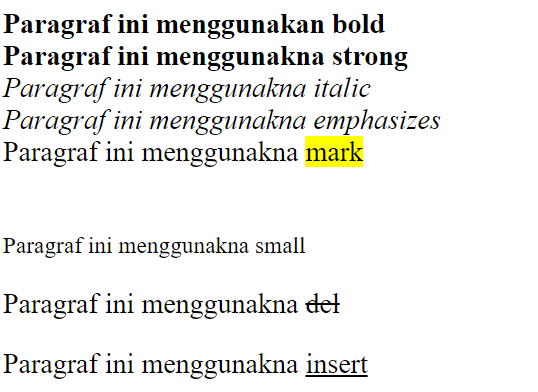 Paragraf ini menggunakan bold
Paragraf ini menggunakna strong
Paragraf ini menggunakna italic
Paragraf ini menggunakna emphasizes
Paragraf ini menggunakna mark
Paragraf ini menggunakna small
Paragraf ini menggunakna del
Paragraf ini menggunakna insert